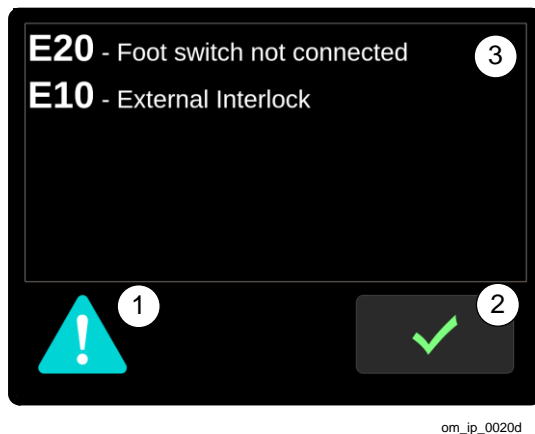 E20 - Foot switch not connected
3
E10 - External Interlock
1
2
!
om_ip_0020d